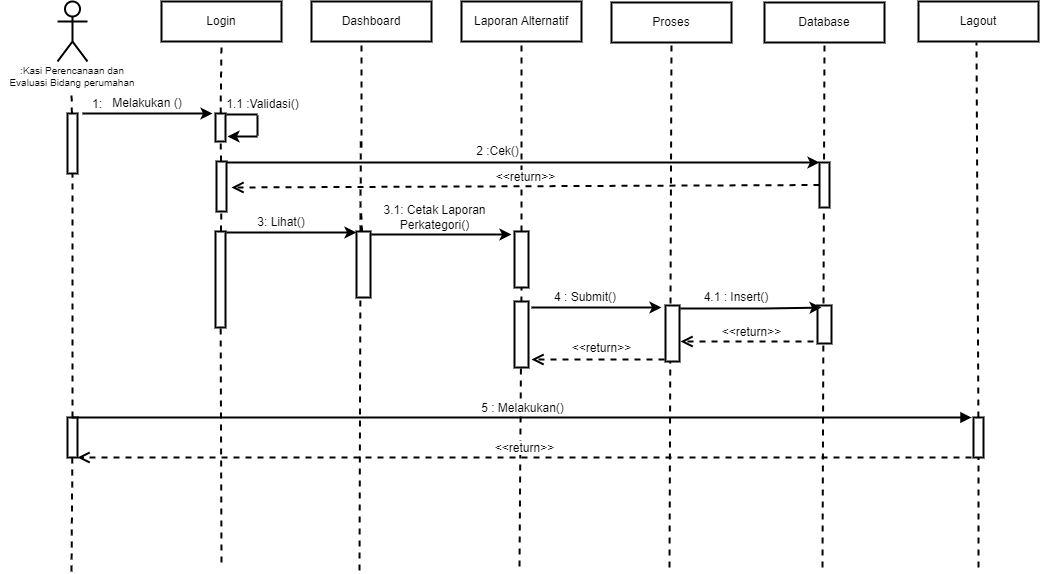 Login
Dashboard
Laporan Alternatif
Proses
Database
Lagout
:Kasi Perencanaan dan
Evaluasi Bidang perumahan
1: Melakukan ()
1.1 :Validasi()
2 :Cek()
<<return>>
3: Lihat()
3.1: Cetak Laporan
Perkategori()
4 : Submit()
4.1 : Insert()
<<return>>
<<return>>
5 : Melakukan()
<<return>>